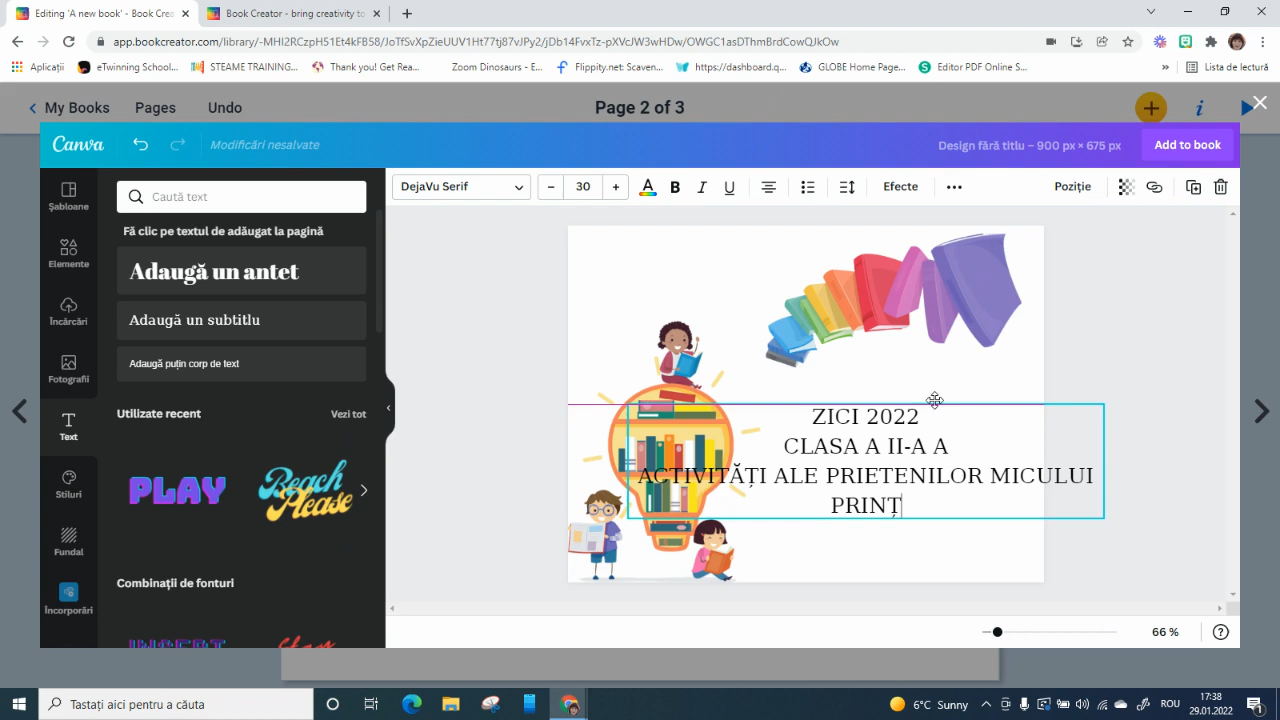 Editing 'A new book' - Book Crea
Book Creator - bring creativity to
app.bookcreator.com/library/-MHI2RCzpH51Et4kFB58/JoTfSvXpZieUUV1Ht77tj87vJPy2/jDb14FvxTz-pXVcJW3wHDw/OWGC1asDThmBrdCowQJkOw
Aplicații
eTwinning School...
STEAME TRAINING...
Thank you! Get Rea...
Zoom Dinosaurs - E...
Flippity.net: Scaven...
https://dashboard.q...
GLOBE Home Page...
Editor PDF Online S...
»
Lista de lectură
My Books
Pages
Undo
Page 2 of 3
Canva
Modificări nesalvate
Design fără titlu – 900 px × 675 px
Add to book
Șabloane
Elemente
Încărcări
Fotografii
Text
Stiluri
Fundal
Încorporări
Caută text
Fă clic pe textul de adăugat la pagină
Adaugă un antet
Adaugă un subtitlu
Adaugă puțin corp de text
Utilizate recent
Vezi tot
PLAY
Beach
Please
Combinații de fonturi
DejaVu Serif
– 30 +
A B I U
Efecte
Poziție
ZICI 2022
CLASA A II-A A
ACTIVITĂȚI ALE PRIETENILOR MICULUI
PRINȚ
66 %
Tastați aici pentru a căuta
6°C Sunny
ROU
17:38
29.01.2022